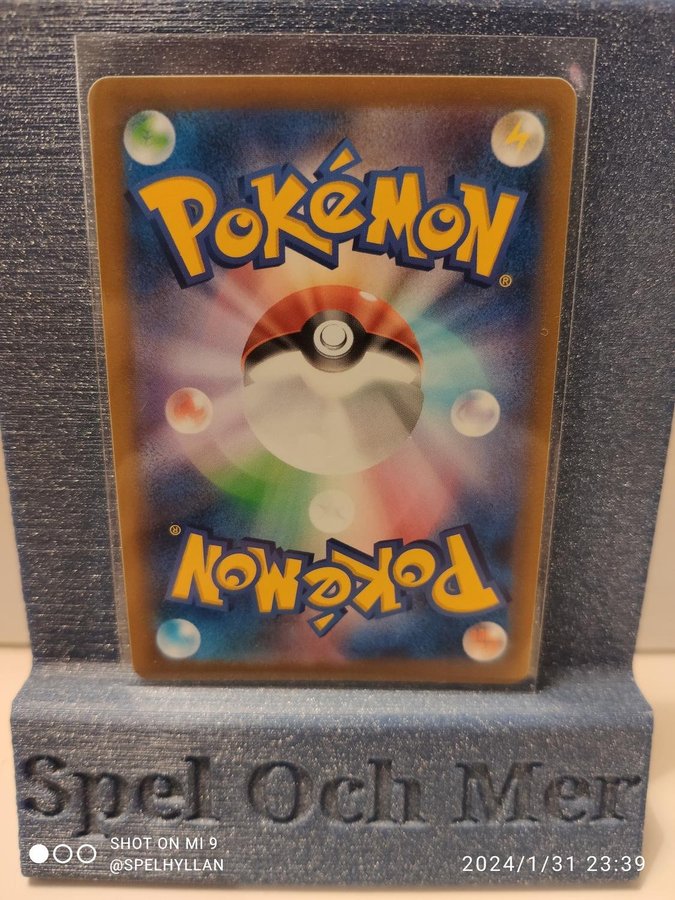 POKéMON
®
®
POKéMON
Spel Och Mer
SHOT ON MI 9
@SPELHYLLAN
2024/1/31 23:39